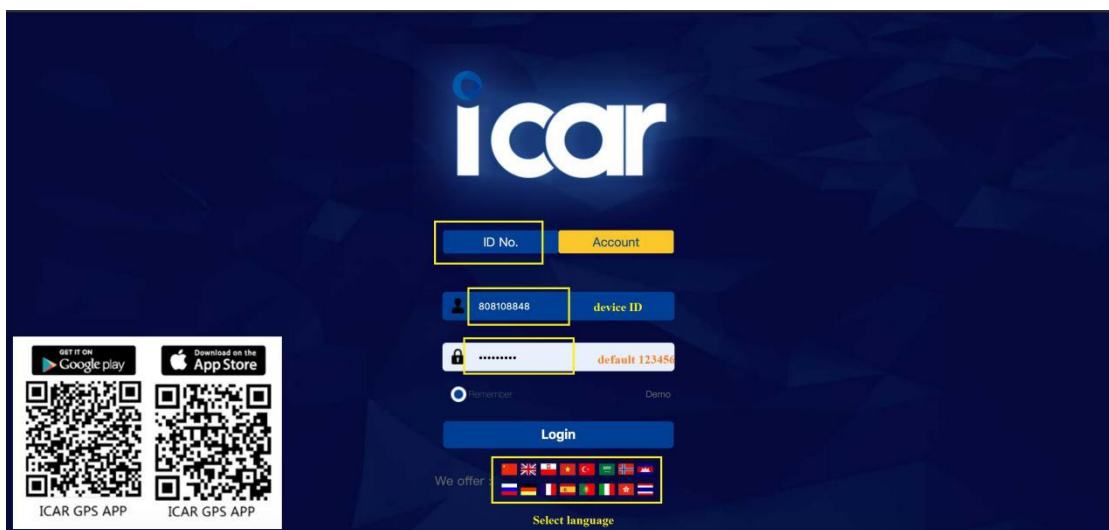 icar
ID No.
Account
808108848
device ID
•••••••••
default 123456
Remember
Demo
Login
We offer :
Select language
GET IT ON
Google play
Download on the
App Store
ICAR GPS APP
ICAR GPS APP